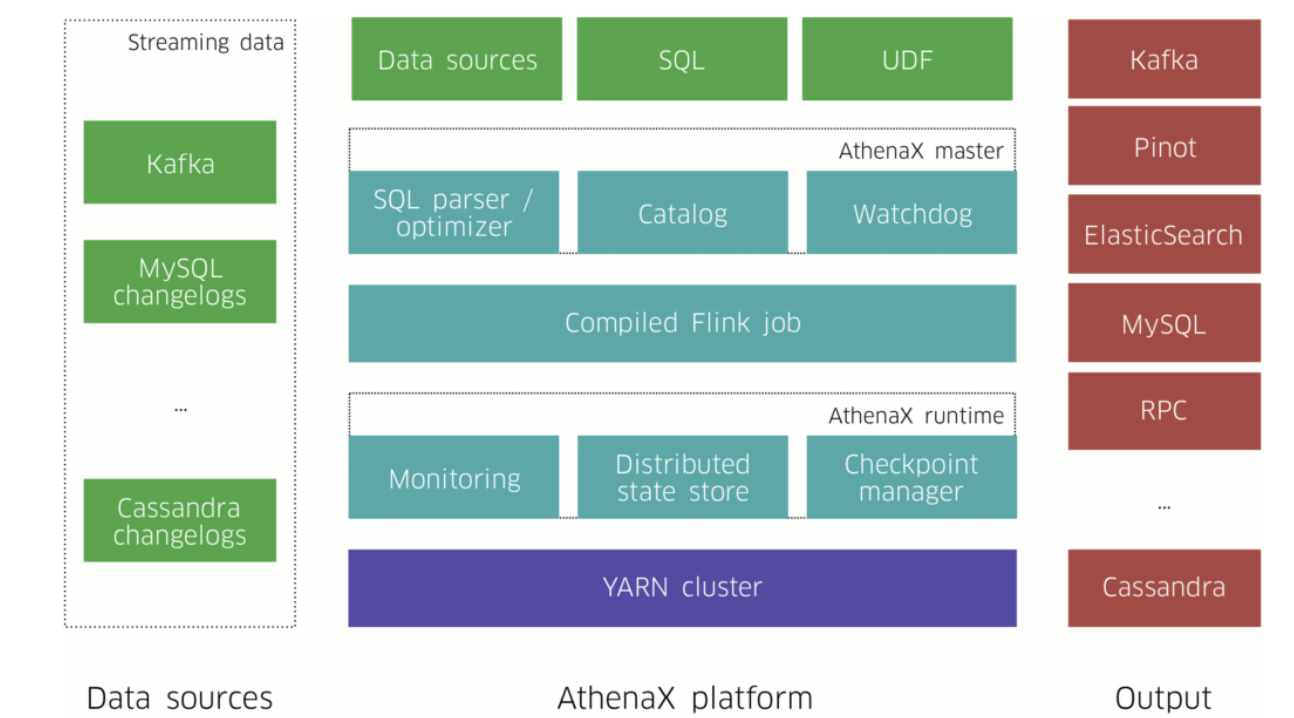 Streaming data
Kafka
MySQL
changelogs
...
Cassandra
changelogs
Data sources
Data sources
SQL
UDF
AthenaX master
SQL parser /
optimizer
Catalog
Watchdog
Compiled Flink job
AthenaX runtime
Monitoring
Distributed
state store
Checkpoint
manager
YARN cluster
AthenaX platform
Kafka
Pinot
ElasticSearch
MySQL
RPC
...
Cassandra
Output